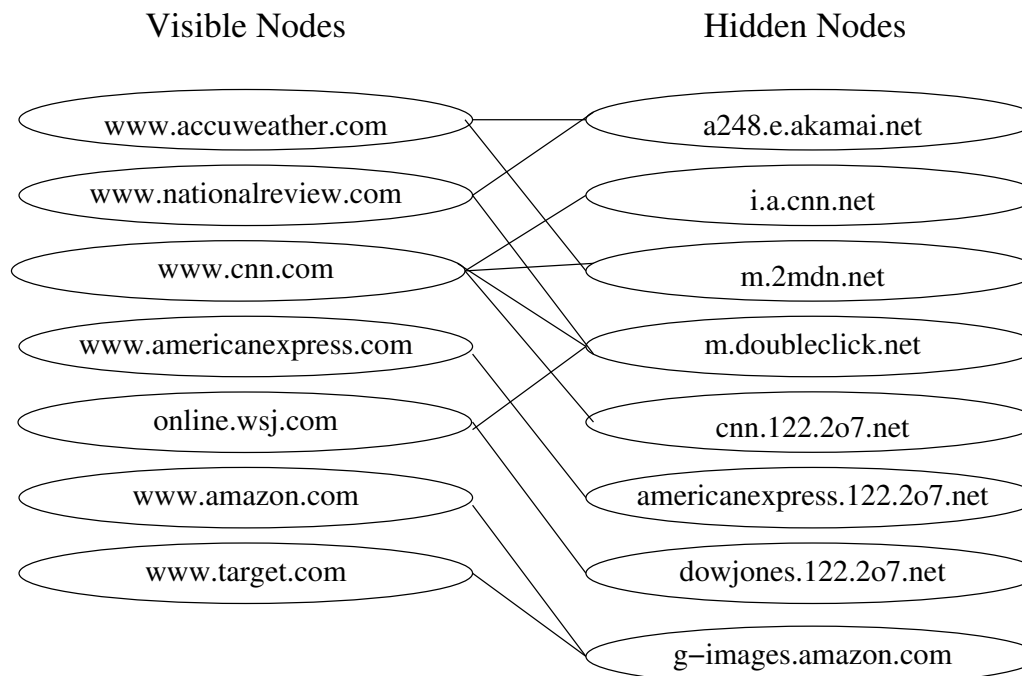 Visible Nodes
Hidden Nodes
www.accuweather.com
a248.e.akamai.net
www.nationalreview.com
i.a.cnn.net
www.cnn.com
m.2mdn.net
www.americanexpress.com
m.doubleclick.net
online.wsj.com
cnn.122.2o7.net
www.amazon.com
americanexpress.122.2o7.net
www.target.com
dowjones.122.2o7.net
g−images.amazon.com